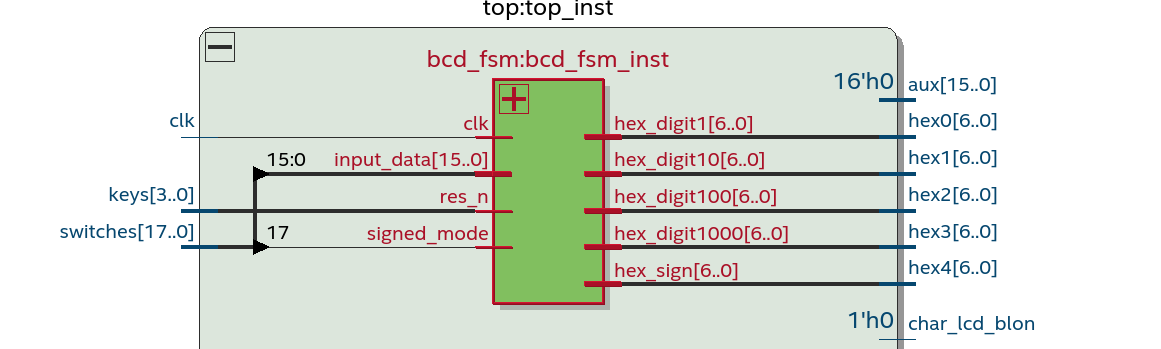 top:top_inst
bcd_fsm:bcd_fsm_inst
16'h0 aux[15..0]
clk clk hex_digit1[6..0] hex0[6..0]
15:0 input_data[15..0] hex_digit10[6..0] hex1[6..0]
keys[3..0] res_n hex_digit100[6..0] hex2[6..0]
switches[17..0] 17 signed_mode hex_digit1000[6..0] hex3[6..0]
hex_sign[6..0] hex4[6..0]
1'h0 char_lcd_blon